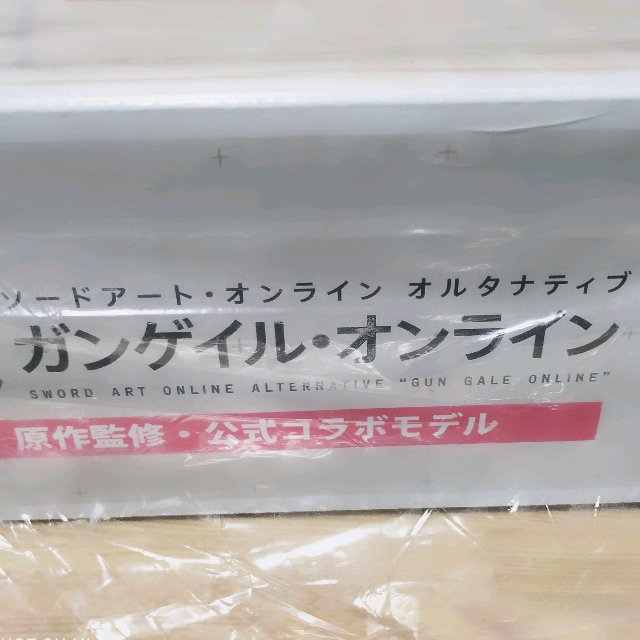 ソードアート・オンライン オルタナティブ
ガンゲイル・オンライン
SWORD ART ONLINE ALTERNATIVE "GUN GALE ONLINE"
原作監修・公式コラボモデル